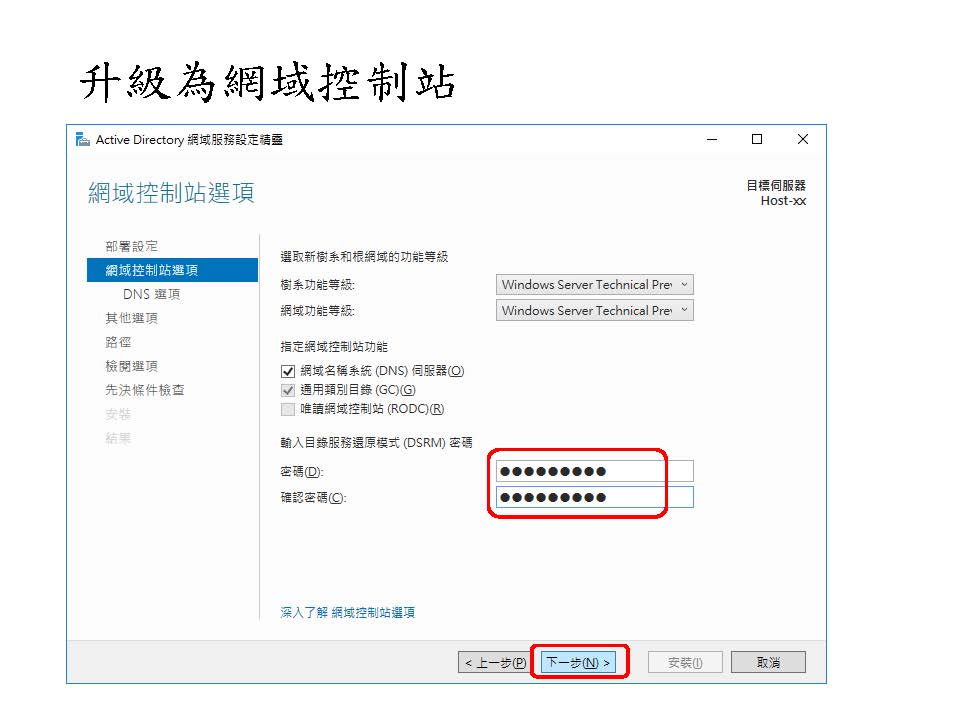 升級為網域控制站
Active Directory 網域服務設定精靈
網域控制站選項
目標伺服器
Host-xx
部署設定
網域控制站選項
DNS 選項
其他選項
路徑
檢閱選項
先決條件檢查
安裝
結果
選取新樹系和根網域的功能等級
樹系功能等級:
Windows Server Technical Prev
網域功能等級:
Windows Server Technical Prev
指定網域控制站功能
網域名稱系統 (DNS) 伺服器(O)
通用類別目錄 (GC)(G)
唯讀網域控制站 (RODC)(R)
輸入目錄服務還原模式 (DSRM) 密碼
密碼(D):
●●●●●●●●●
確認密碼(C):
●●●●●●●●●
深入了解 網域控制站選項
< 上一步(P)
下一步(N) >
安裝(I)
取消